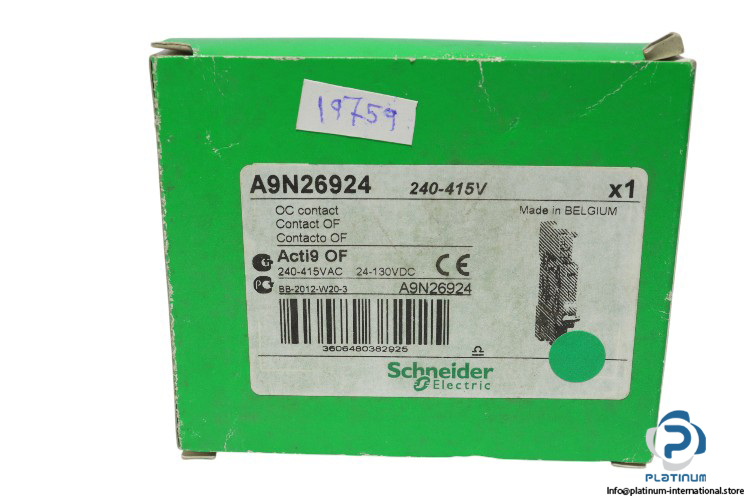 19759
A9N26924 240-415V x1
OC contact
Contact OF
Contacto OF
Made in BELGIUM
Acti9 OF
240-415VAC 24-130VDC CE
BB-2012-W20-3 A9N26924
3606480382925
Schneider
Electric
PLATINUM
Info@platinum-international.store